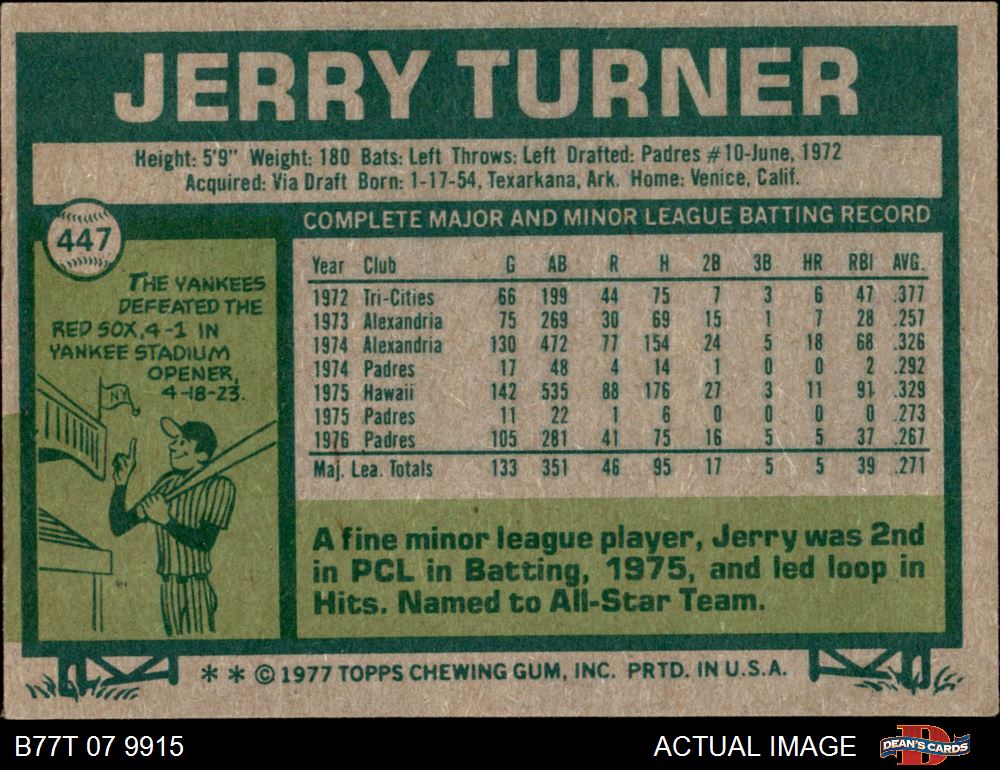 JERRY TURNER
Height: 5'9" Weight: 180 Bats: Left Throws: Left Drafted: Padres #10-June, 1972
Acquired: Via Draft Born: 1-17-54, Texarkana, Ark. Home: Venice, Calif.
447
THE YANKEES
DEFEATED THE
RED SOX, 4-1 IN
YANKEE STADIUM
OPENER,
4-18-23.
NY
COMPLETE MAJOR AND MINOR LEAGUE BATTING RECORD
Year Club G AB R H 2B 3B HR RBI AVG.
1972 Tri-Cities 66 199 44 75 7 3 6 47 .377
1973 Alexandria 75 269 30 69 15 1 7 28 .257
1974 Alexandria 130 472 77 154 24 5 18 68 .326
1974 Padres 17 48 4 14 1 0 0 2 .292
1975 Hawaii 142 535 88 176 27 3 11 91 .329
1975 Padres 11 22 1 6 0 0 0 0 .273
1976 Padres 105 281 41 75 16 5 5 37 .267
Maj. Lea. Totals 133 351 46 95 17 5 5 39 .271
A fine minor league player, Jerry was 2nd
in PCL in Batting, 1975, and led loop in
Hits. Named to All-Star Team.
* * © 1977 TOPPS CHEWING GUM, INC. PRTD. IN U.S.A.
B77T 07 9915 ACTUAL IMAGE D DEAN'S CARDS